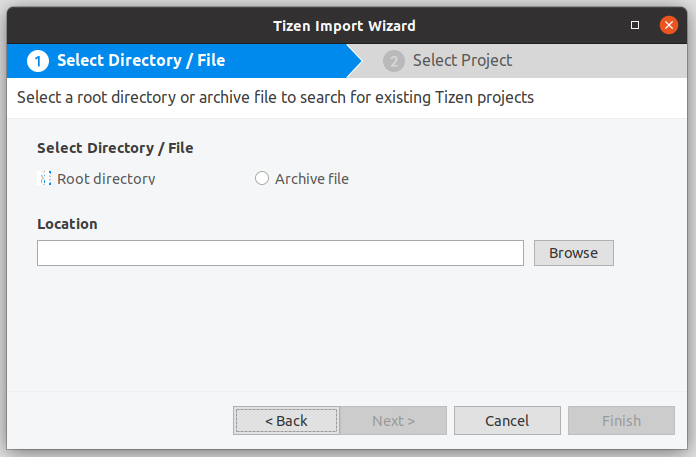 Tizen Import Wizard
1 Select Directory / File
2 Select Project
Select a root directory or archive file to search for existing Tizen projects
Select Directory / File
Root directory
Archive file
Location
Browse
< Back
Next >
Cancel
Finish